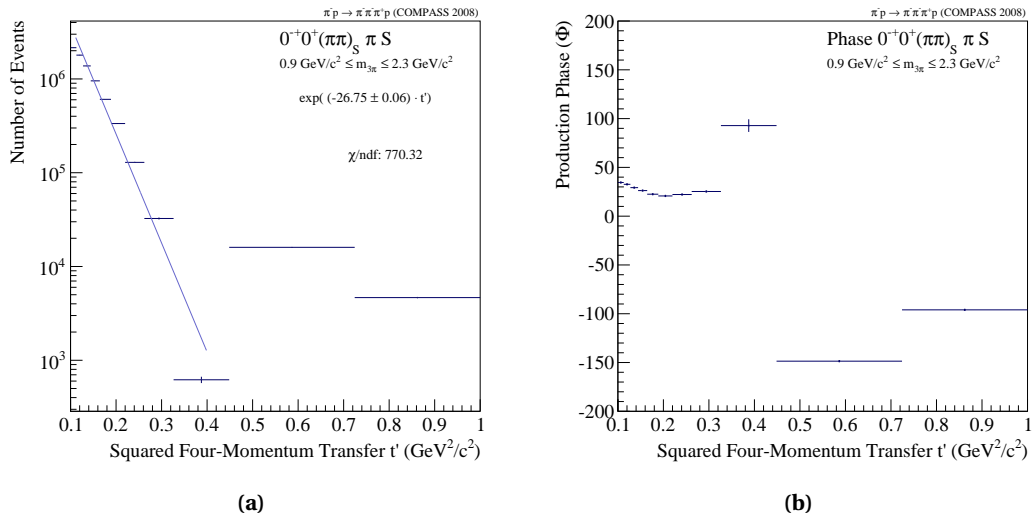 π⁻p → π⁻π⁻π⁺p (COMPASS 2008)
0⁻⁺0⁺(ππ)_S π S
0.9 GeV/c² ≤ m_3π ≤ 2.3 GeV/c²
exp( (-26.75 ± 0.06) · t')
χ/ndf: 770.32
Number of Events
10⁶
10⁵
10⁴
10³
0.1 0.2 0.3 0.4 0.5 0.6 0.7 0.8 0.9 1
Squared Four-Momentum Transfer t' (GeV²/c²)
(a)
π⁻p → π⁻π⁻π⁺p (COMPASS 2008)
Phase 0⁻⁺0⁺(ππ)_S π S
0.9 GeV/c² ≤ m_3π ≤ 2.3 GeV/c²
Production Phase (Φ)
200
150
100
50
0
-50
-100
-150
-200
0.1 0.2 0.3 0.4 0.5 0.6 0.7 0.8 0.9 1
Squared Four-Momentum Transfer t' (GeV²/c²)
(b)